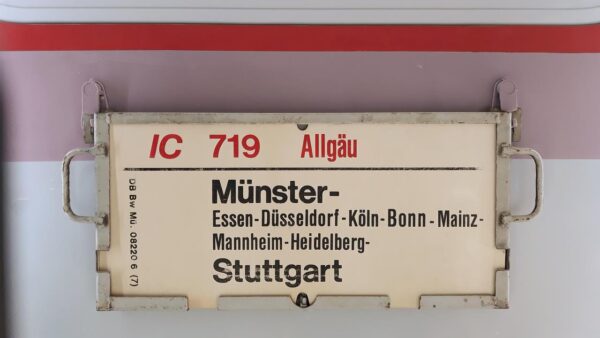 IC 719 Allgäu
Münster-
Essen-Düsseldorf-Köln-Bonn-Mainz-
Mannheim-Heidelberg-
Stuttgart
DB Bw Mü. 08220 6 (7)